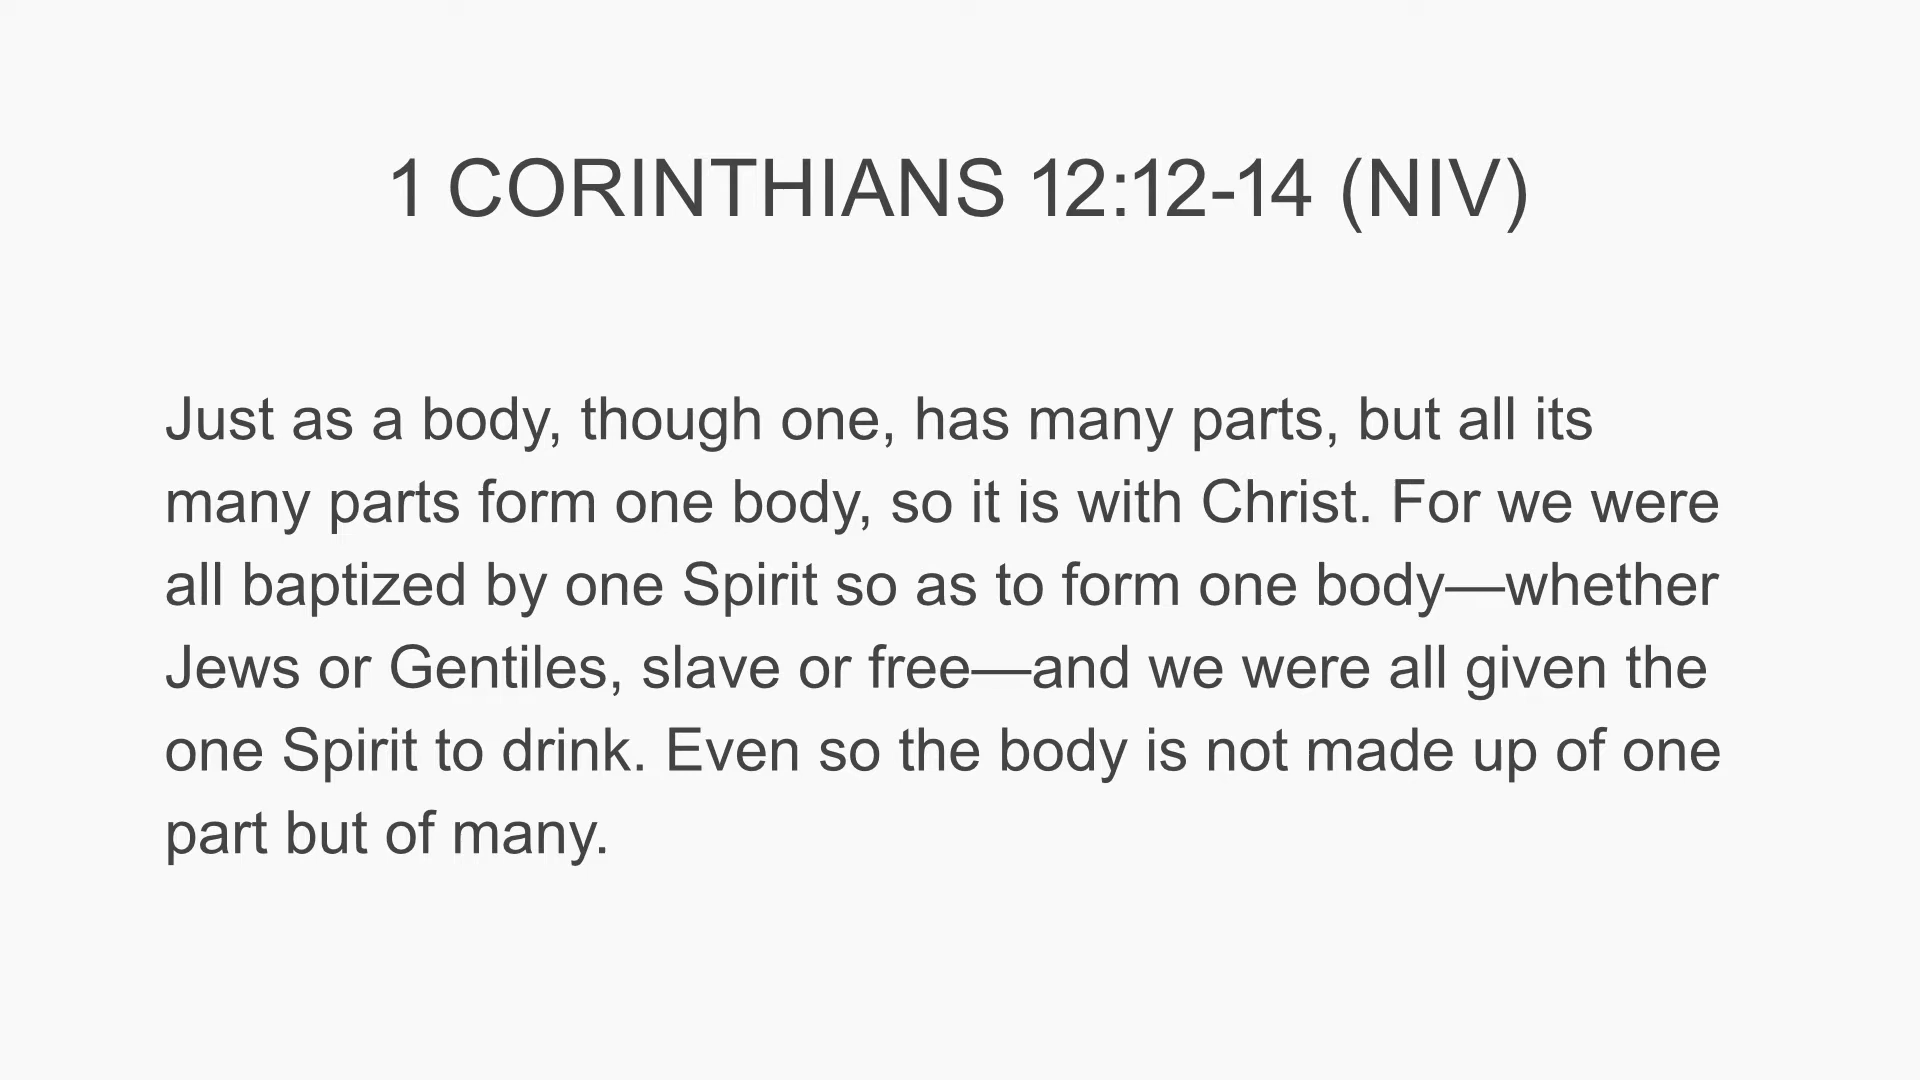 1 CORINTHIANS 12:12-14 (NIV)
Just as a body, though one, has many parts, but all its
many parts form one body, so it is with Christ. For we were
all baptized by one Spirit so as to form one body—whether
Jews or Gentiles, slave or free—and we were all given the
one Spirit to drink. Even so the body is not made up of one
part but of many.